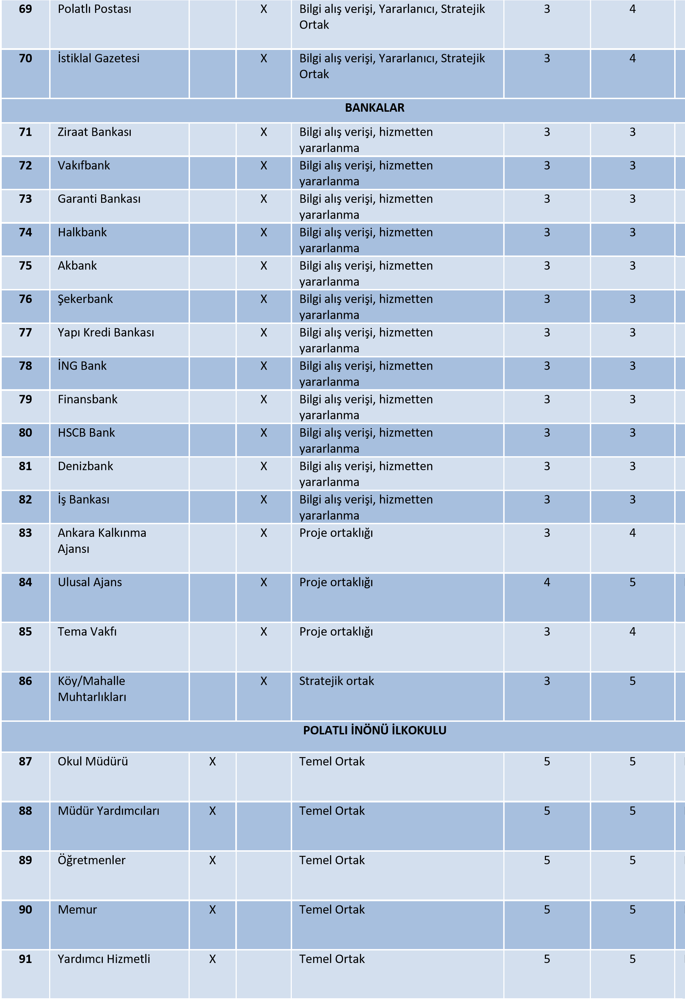 69 Polatlı Postası X Bilgi alış verişi, Yararlanıcı, Stratejik 3 4
Ortak
70 İstiklal Gazetesi X Bilgi alış verişi, Yararlanıcı, Stratejik 3 4
Ortak
BANKALAR
71 Ziraat Bankası X Bilgi alış verişi, hizmetten 3 3
yararlanma
72 Vakıfbank X Bilgi alış verişi, hizmetten 3 3
yararlanma
73 Garanti Bankası X Bilgi alış verişi, hizmetten 3 3
yararlanma
74 Halkbank X Bilgi alış verişi, hizmetten 3 3
yararlanma
75 Akbank X Bilgi alış verişi, hizmetten 3 3
yararlanma
76 Şekerbank X Bilgi alış verişi, hizmetten 3 3
yararlanma
77 Yapı Kredi Bankası X Bilgi alış verişi, hizmetten 3 3
yararlanma
78 İNG Bank X Bilgi alış verişi, hizmetten 3 3
yararlanma
79 Finansbank X Bilgi alış verişi, hizmetten 3 3
yararlanma
80 HSCB Bank X Bilgi alış verişi, hizmetten 3 3
yararlanma
81 Denizbank X Bilgi alış verişi, hizmetten 3 3
yararlanma
82 İş Bankası X Bilgi alış verişi, hizmetten 3 3
yararlanma
83 Ankara Kalkınma X Proje ortaklığı 3 4
Ajansı
84 Ulusal Ajans X Proje ortaklığı 4 5
85 Tema Vakfı X Proje ortaklığı 3 4
86 Köy/Mahalle X Stratejik ortak 3 5
Muhtarlıkları
POLATLI İNÖNÜ İLKOKULU
87 Okul Müdürü X Temel Ortak 5 5
88 Müdür Yardımcıları X Temel Ortak 5 5
89 Öğretmenler X Temel Ortak 5 5
90 Memur X Temel Ortak 5 5
91 Yardımcı Hizmetli X Temel Ortak 5 5